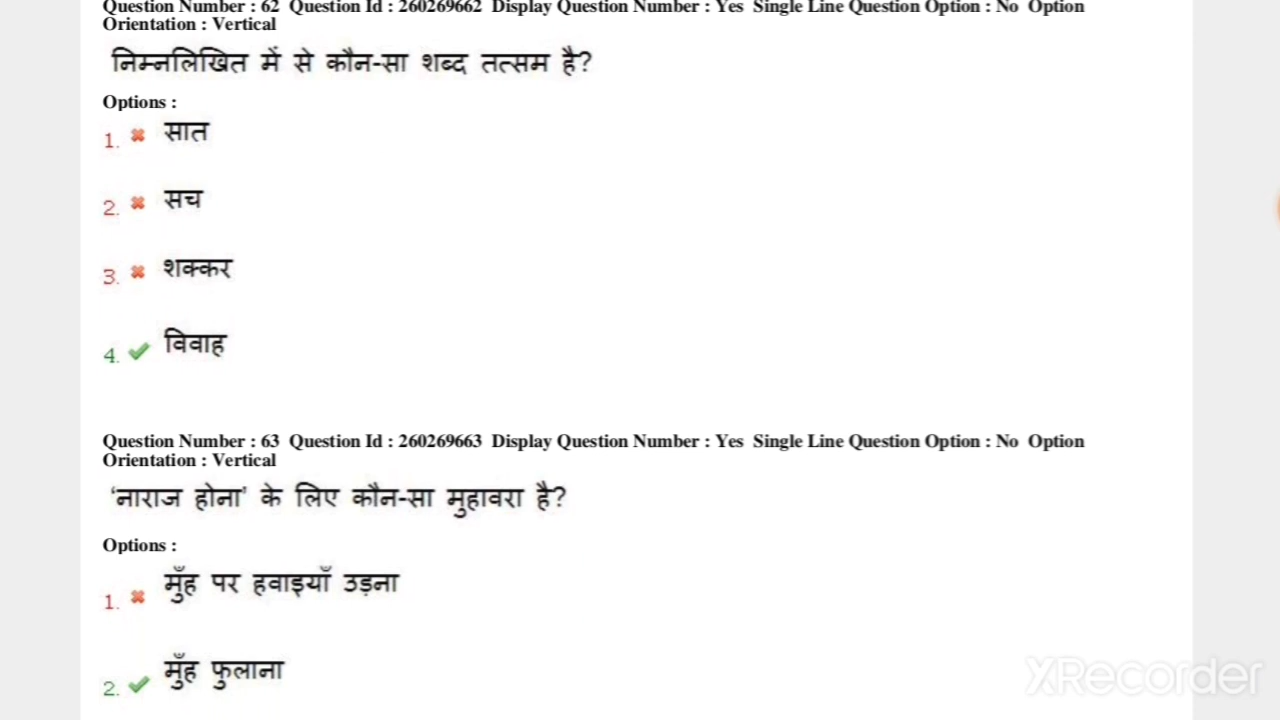 Question Number : 62 Question Id : 260269662 Display Question Number : Yes Single Line Question Option : No Option
Orientation : Vertical
निम्नलिखित में से कौन-सा शब्द तत्सम है?
Options :
1. सात
2. सच
3. शक्कर
4. विवाह
Question Number : 63 Question Id : 260269663 Display Question Number : Yes Single Line Question Option : No Option
Orientation : Vertical
'नाराज होना' के लिए कौन-सा मुहावरा है?
Options :
1. मुँह पर हवाइयाँ उड़ना
2. मुँह फुलाना
XRecorder